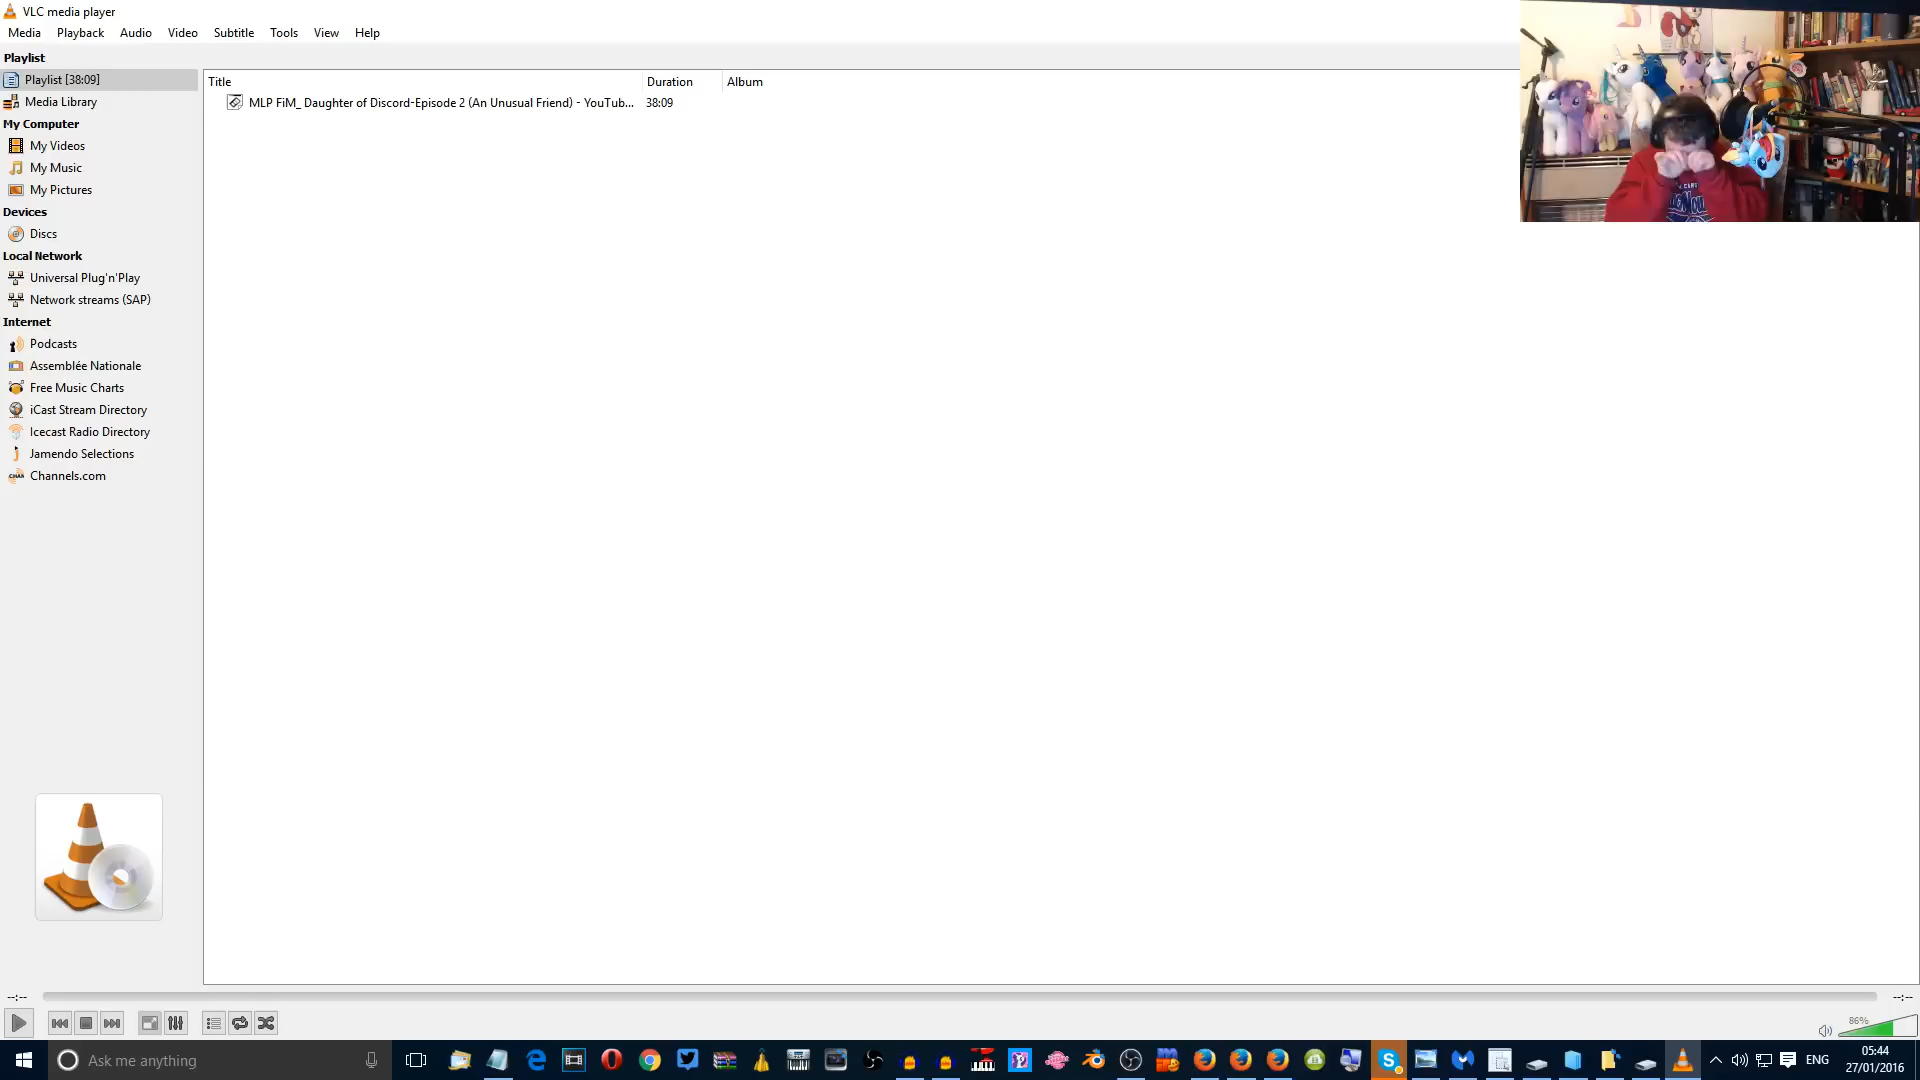 VLC media player
Media Playback Audio Video Subtitle Tools View Help
Playlist
Playlist [38:09]
Media Library
My Computer
My Videos
My Music
My Pictures
Devices
Discs
Local Network
Universal Plug'n'Play
Network streams (SAP)
Internet
Podcasts
Assemblée Nationale
Free Music Charts
iCast Stream Directory
Icecast Radio Directory
Jamendo Selections
Channels.com
Title Duration Album
MLP FiM_ Daughter of Discord-Episode 2 (An Unusual Friend) - YouTub... 38:09
--:-- --:--
86%
Ask me anything
ENG
05:44
27/01/2016